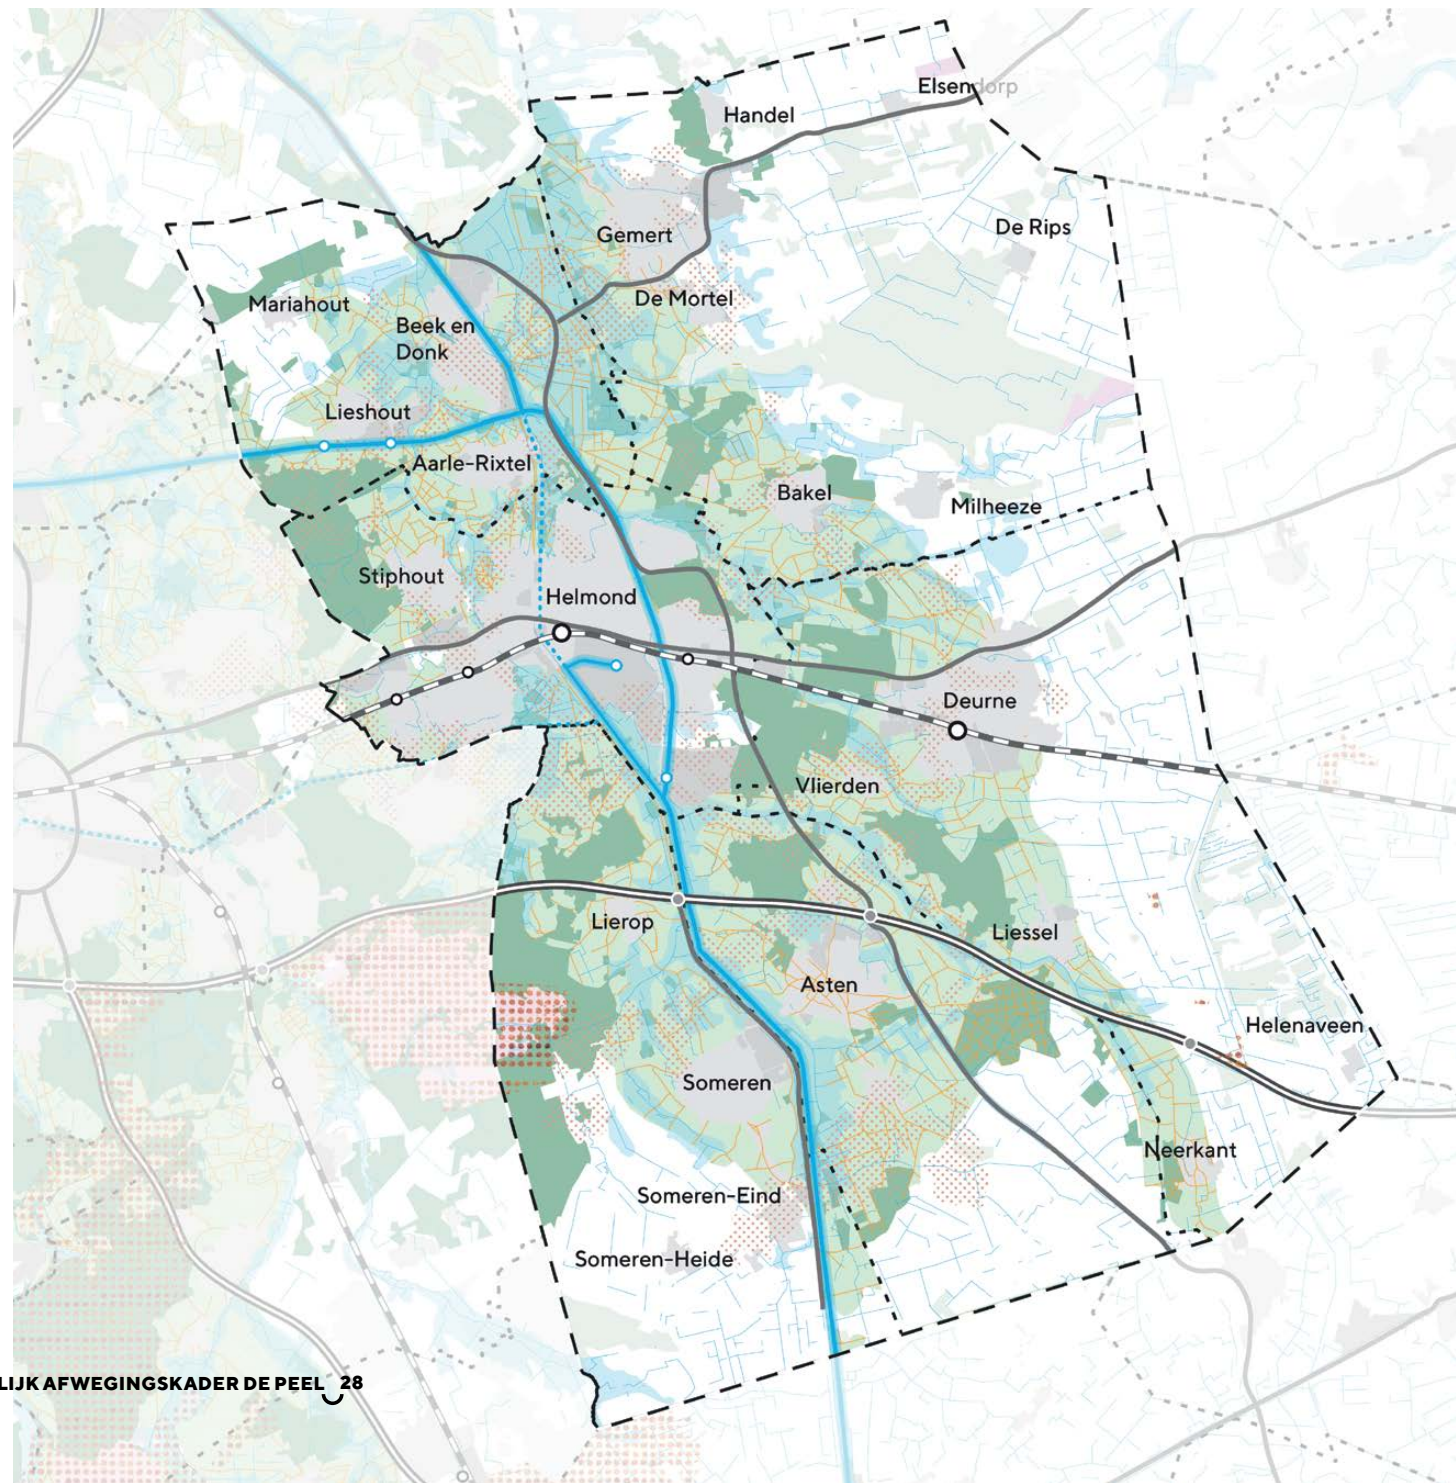 Elsendorp
Handel
De Rips
Gemert
De Mortel
Mariahout
Beek en
Donk
Lieshout
Aarle-Rixtel
Bakel
Milheeze
Stiphout
Helmond
Deurne
Vlierden
Lierop
Liessel
Asten
Helenaveen
Someren
Neerkant
Someren-Eind
Someren-Heide
LIJK AFWEGINGSKADER DE PEEL 28